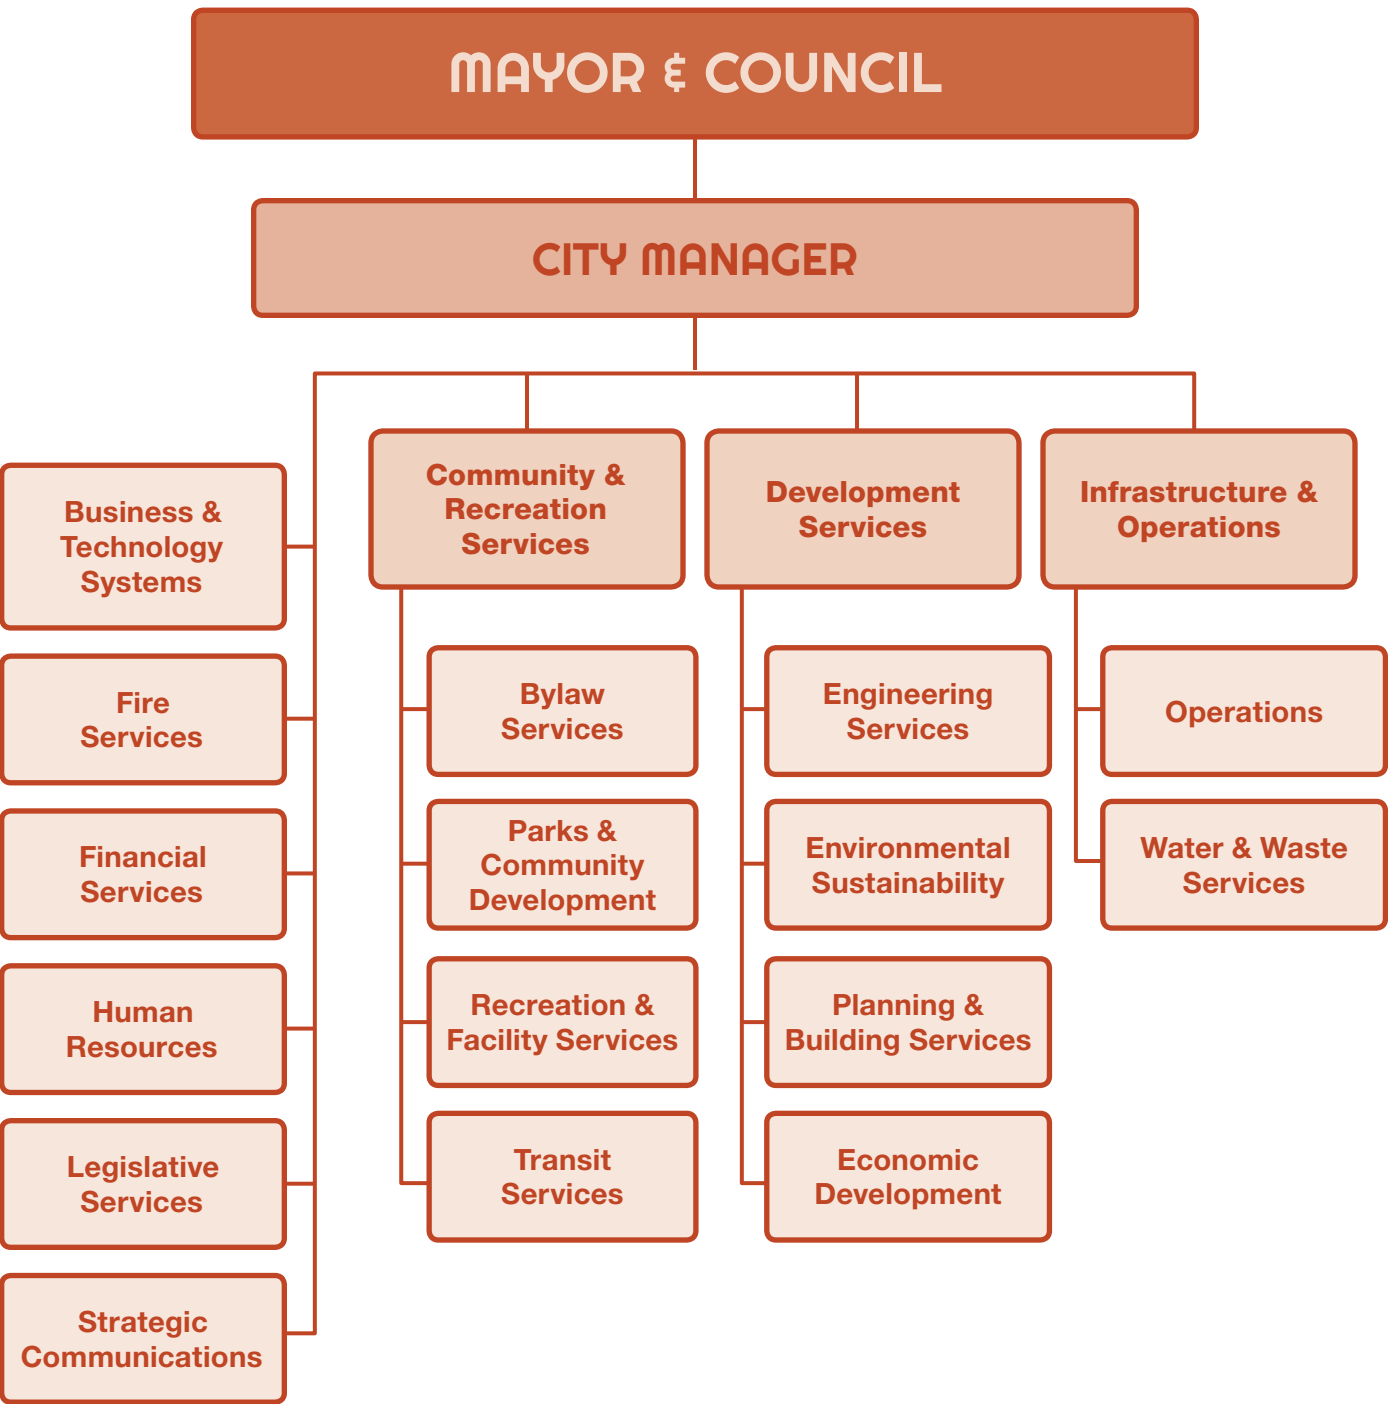 MAYOR & COUNCIL
CITY MANAGER
Business &
Technology
Systems
Fire
Services
Financial
Services
Human
Resources
Legislative
Services
Strategic
Communications
Community &
Recreation
Services
Bylaw
Services
Parks &
Community
Development
Recreation &
Facility Services
Transit
Services
Development
Services
Engineering
Services
Environmental
Sustainability
Planning &
Building Services
Economic
Development
Infrastructure &
Operations
Operations
Water & Waste
Services